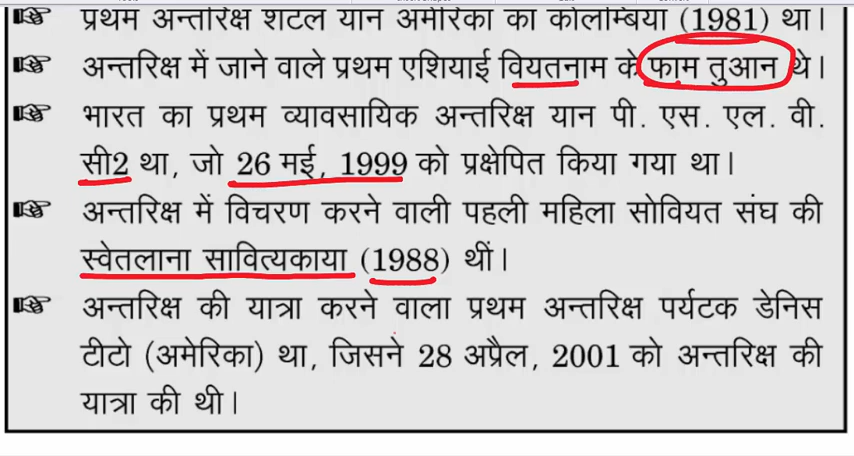 ☞ प्रथम अन्तरिक्ष शटल यान अमेरिका का कोलम्बिया (1981) था।
☞ अन्तरिक्ष में जाने वाले प्रथम एशियाई वियतनाम के फाम तुआन थे।
☞ भारत का प्रथम व्यावसायिक अन्तरिक्ष यान पी. एस. एल. वी.
सी2 था, जो 26 मई, 1999 को प्रक्षेपित किया गया था।
☞ अन्तरिक्ष में विचरण करने वाली पहली महिला सोवियत संघ की
स्वेतलाना सावित्यकाया (1988) थीं।
☞ अन्तरिक्ष की यात्रा करने वाला प्रथम अन्तरिक्ष पर्यटक डेनिस
टीटो (अमेरिका) था, जिसने 28 अप्रैल, 2001 को अन्तरिक्ष की
यात्रा की थी।